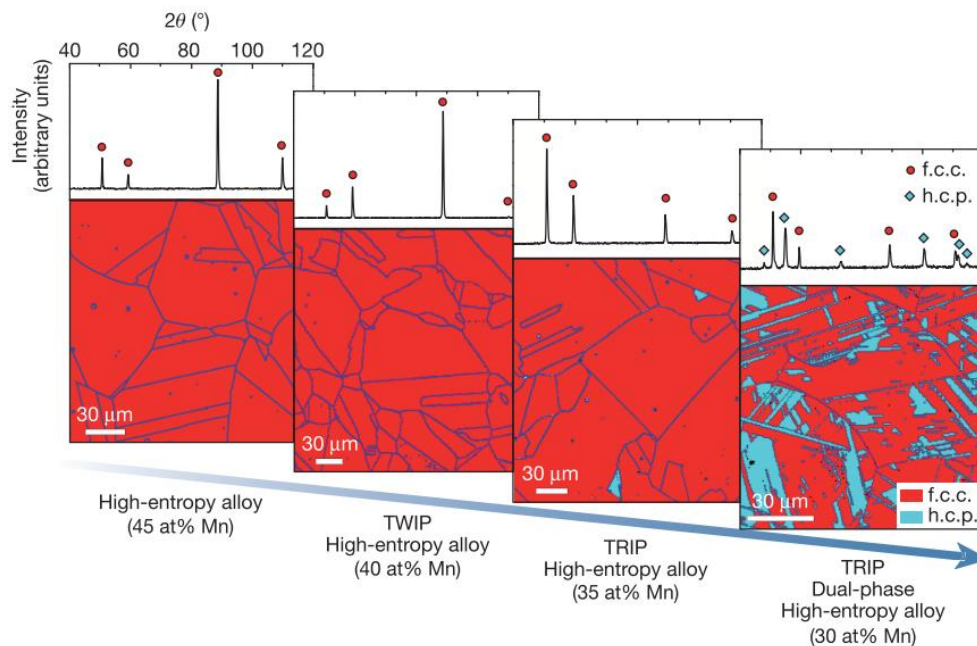 2θ (°)
40 60 80 100 120
Intensity
(arbitrary units)
f.c.c.
h.c.p.
30 μm
30 μm
30 μm
30 μm
f.c.c.
h.c.p.
High-entropy alloy
(45 at% Mn)
TWIP
High-entropy alloy
(40 at% Mn)
TRIP
High-entropy alloy
(35 at% Mn)
TRIP
Dual-phase
High-entropy alloy
(30 at% Mn)